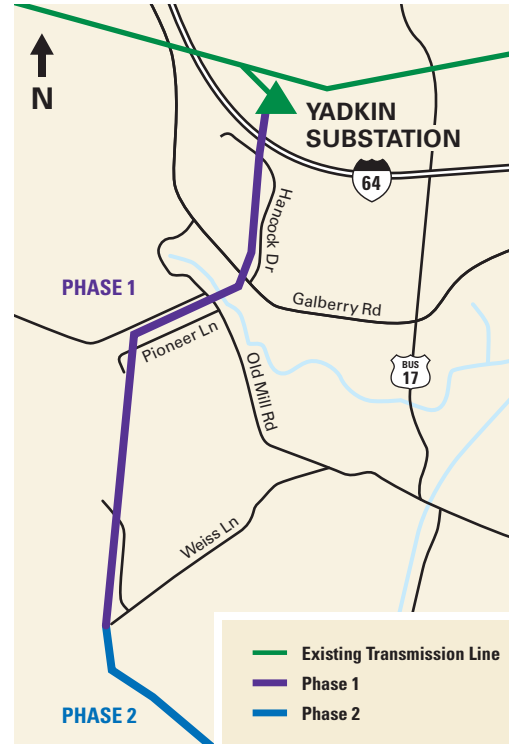 N
YADKIN
SUBSTATION
64
Hancock Dr
PHASE 1
Galberry Rd
Pioneer Ln
Old Mill Rd
BUS
17
Weiss Ln
PHASE 2
Existing Transmission Line
Phase 1
Phase 2